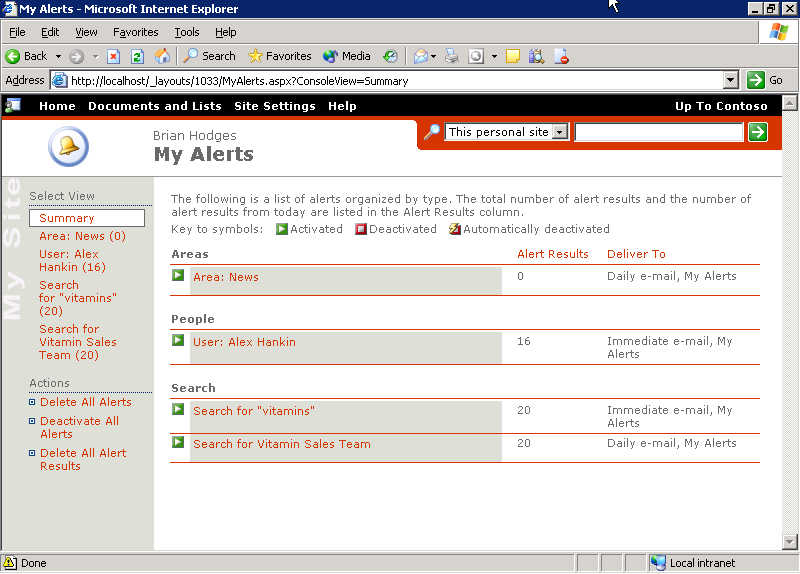 My Alerts - Microsoft Internet Explorer
File Edit View Favorites Tools Help
Back Search Favorites Media
Address http://localhost/_layouts/1033/MyAlerts.aspx?ConsoleView=Summary Go
Home Documents and Lists Site Settings Help Up To Contoso
This personal site
Brian Hodges
My Alerts
My Site
Select View
Summary
Area: News (0)
User: Alex
Hankin (16)
Search
for "vitamins"
(20)
Search for
Vitamin Sales
Team (20)
Actions
Delete All Alerts
Deactivate All
Alerts
Delete All Alert
Results
The following is a list of alerts organized by type. The total number of alert results and the number of
alert results from today are listed in the Alert Results column.
Key to symbols: Activated Deactivated Automatically deactivated
Areas Alert Results Deliver To
Area: News 0 Daily e-mail, My Alerts
People
User: Alex Hankin 16 Immediate e-mail, My
Alerts
Search
Search for "vitamins" 20 Immediate e-mail, My
Alerts
Search for Vitamin Sales Team 20 Daily e-mail, My Alerts
Done Local intranet